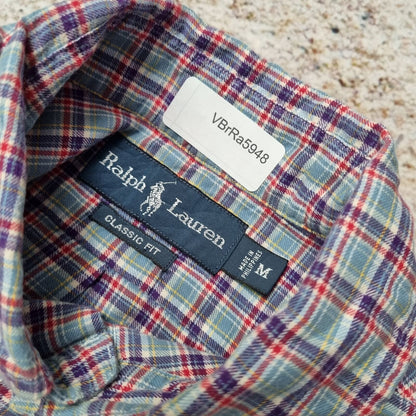 VBrRa5948
Ralph Lauren
CLASSIC FIT
MADE IN
PHILIPPINES
M